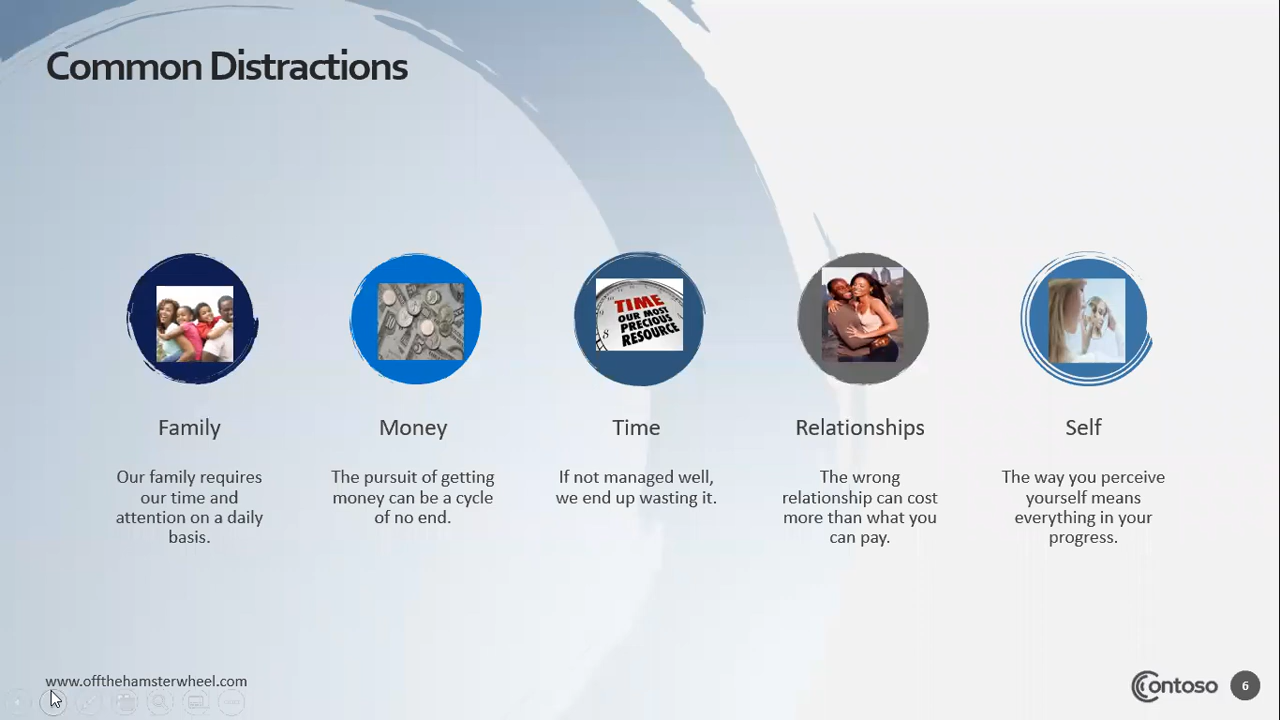 Common Distractions
TIME
OUR MOST
PRECIOUS
RESOURCE
8
Family
Money
Time
Relationships
Self
Our family requires
our time and
attention on a daily
basis.
The pursuit of getting
money can be a cycle
of no end.
If not managed well,
we end up wasting it.
The wrong
relationship can cost
more than what you
can pay.
The way you perceive
yourself means
everything in your
progress.
www.offthehamsterwheel.com
Contoso
6